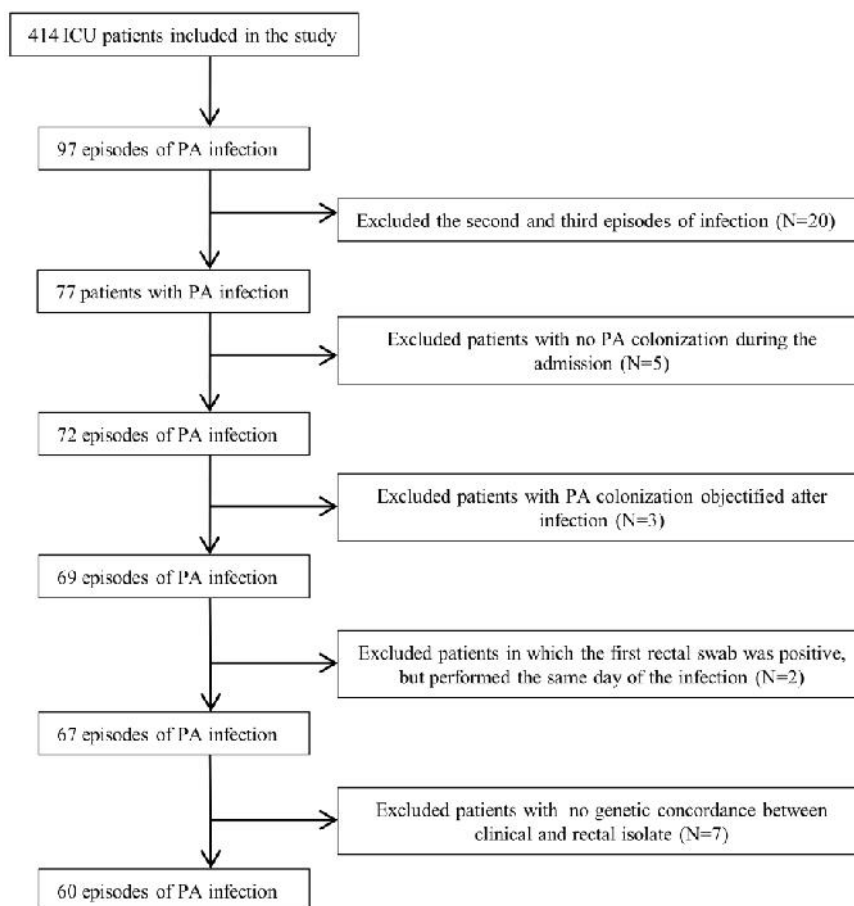 414 ICU patients included in the study
97 episodes of PA infection
Excluded the second and third episodes of infection (N=20)
77 patients with PA infection
Excluded patients with no PA colonization during the
admission (N=5)
72 episodes of PA infection
Excluded patients with PA colonization objectified after
infection (N=3)
69 episodes of PA infection
Excluded patients in which the first rectal swab was positive,
but performed the same day of the infection (N=2)
67 episodes of PA infection
Excluded patients with no genetic concordance between
clinical and rectal isolate (N=7)
60 episodes of PA infection